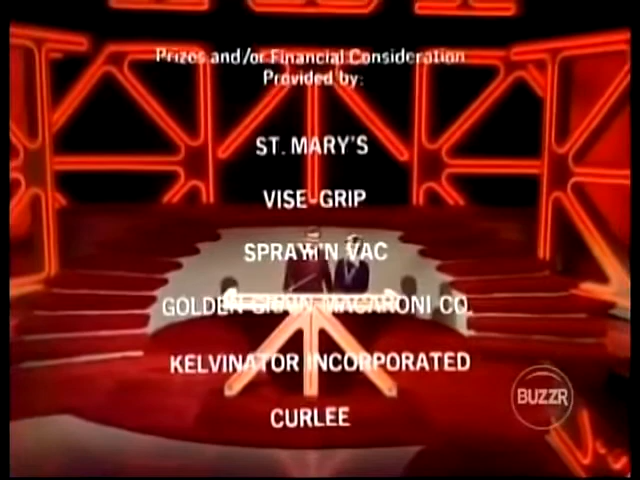 Prizes and/or Financial Consideration
Provided by:
ST. MARY'S
VISE-GRIP
SPRAY 'N VAC
GOLDEN GRAIN MACARONI CO.
KELVINATOR INCORPORATED
CURLEE
BUZZR